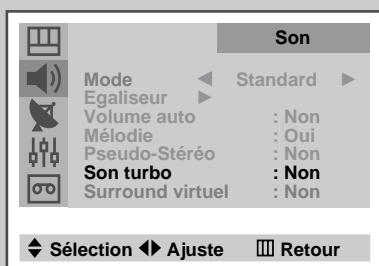 Son
Mode ◀ Standard ▶
Egaliseur ▶
Volume auto : Non
Mélodie : Oui
Pseudo-Stéréo : Non
Son turbo : Non
Surround virtuel : Non
Sélection Ajuste Retour